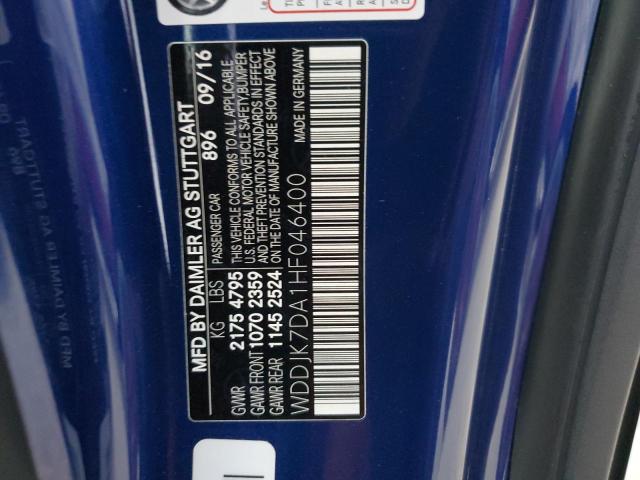 MFD BY DAIMLER AG STUTTGART
KG LBS PASSENGER CAR 896 09/16
GVWR 2175 4795 THIS VEHICLE CONFORMS TO ALL APPLICABLE
GAWR FRONT 1070 2359 U.S. FEDERAL MOTOR VEHICLE SAFETY, BUMPER
GAWR REAR 1145 2524 AND THEFT PREVENTION STANDARDS IN EFFECT
ON THE DATE OF MANUFACTURE SHOWN ABOVE
WDDJK7DA1HF046400 MADE IN GERMANY